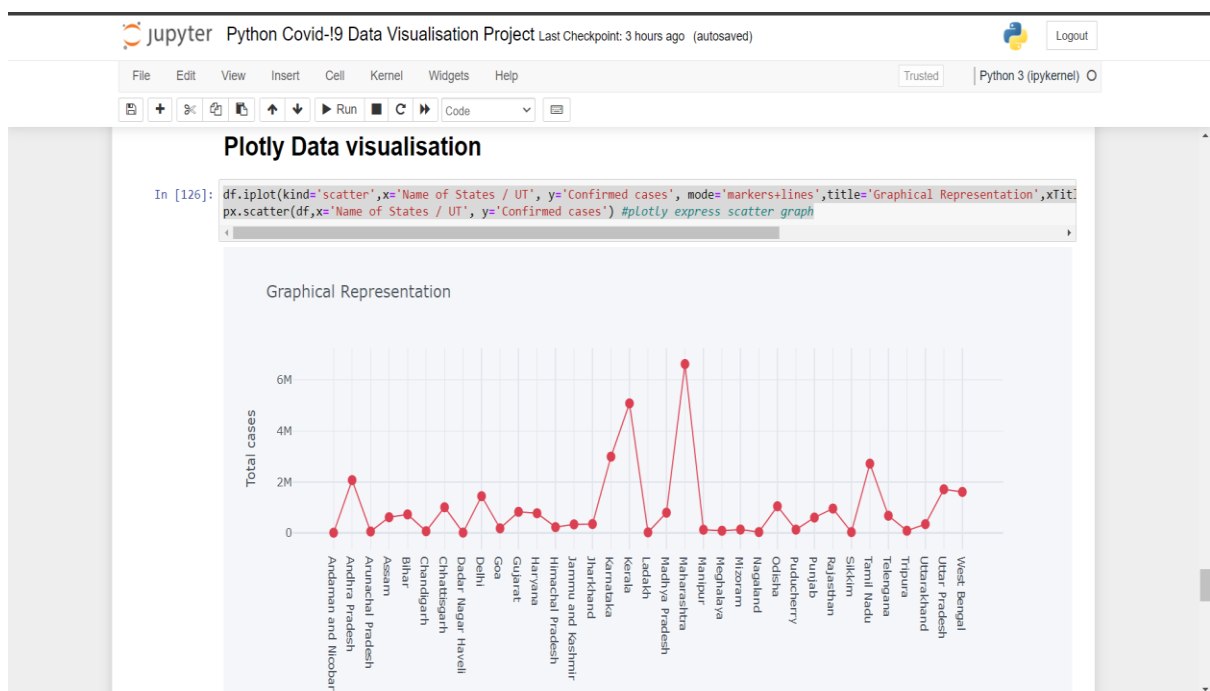 jupyter Python Covid-!9 Data Visualisation Project Last Checkpoint: 3 hours ago (autosaved)
Logout
File Edit View Insert Cell Kernel Widgets Help
Trusted
Python 3 (ipykernel) O
Run
Code
Plotly Data visualisation
In [126]: df.iplot(kind='scatter',x='Name of States / UT', y='Confirmed cases', mode='markers+lines',title='Graphical Representation',xTitl
px.scatter(df,x='Name of States / UT', y='Confirmed cases') #plotly express scatter graph
Graphical Representation
Total cases
6M
4M
2M
0
Andaman and Nicobar
Andhra Pradesh
Arunachal Pradesh
Assam
Bihar
Chandigarh
Chhattisgarh
Dadar Nagar Haveli
Delhi
Goa
Gujarat
Haryana
Himachal Pradesh
Jammu and Kashmir
Jharkhand
Karnataka
Kerala
Ladakh
Madhya Pradesh
Maharashtra
Manipur
Meghalaya
Mizoram
Nagaland
Odisha
Puducherry
Punjab
Rajasthan
Sikkim
Tamil Nadu
Telengana
Tripura
Uttarakhand
Uttar Pradesh
West Bengal